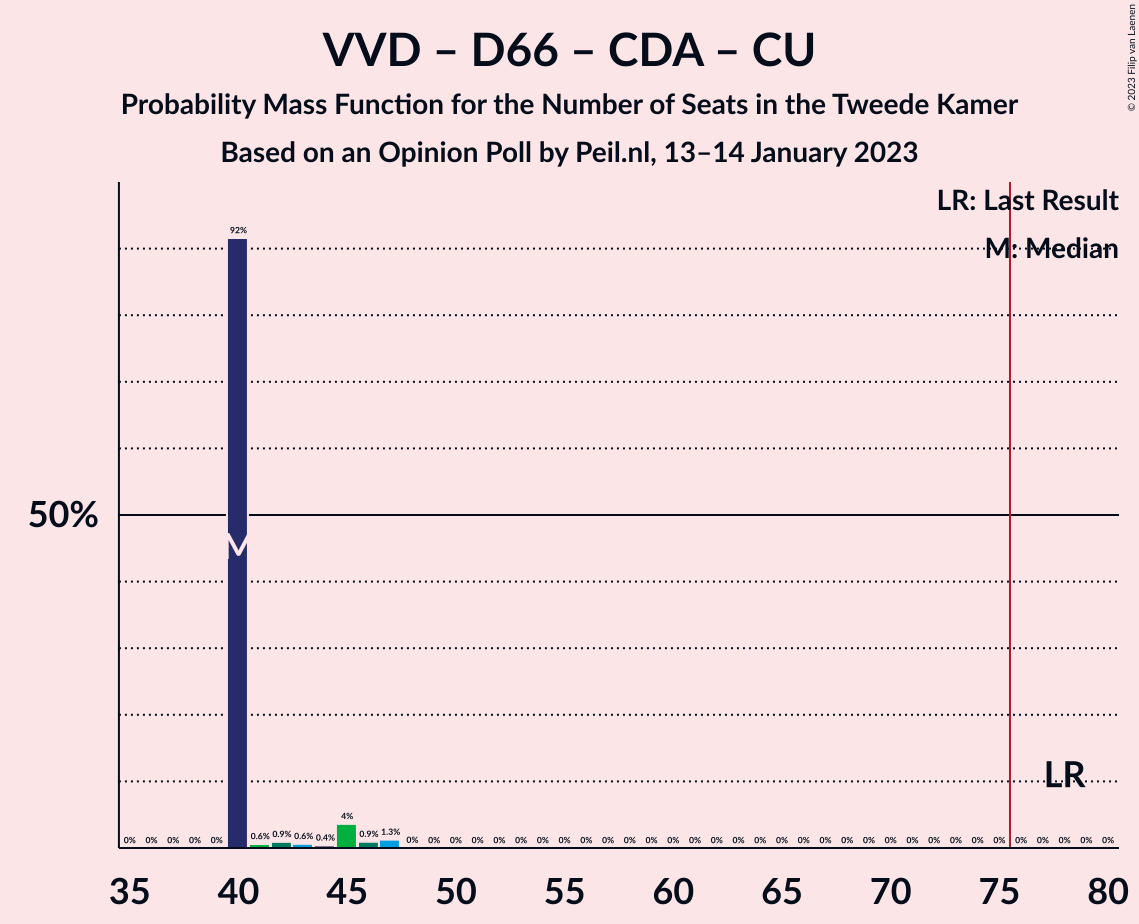 © 2023 Filip van Laenen
VVD – D66 – CDA – CU
Probability Mass Function for the Number of Seats in the Tweede Kamer
Based on an Opinion Poll by Peil.nl, 13–14 January 2023
LR: Last Result
M: Median
92%
50%
M
LR
0% 0% 0% 0% 0% 0.6% 0.9% 0.6% 0.4% 4% 0.9% 1.3% 0% 0% 0% 0% 0% 0% 0% 0% 0% 0% 0% 0% 0% 0% 0% 0% 0% 0% 0% 0% 0% 0% 0% 0% 0% 0% 0% 0% 0% 0% 0% 0% 0%
35 40 45 50 55 60 65 70 75 80